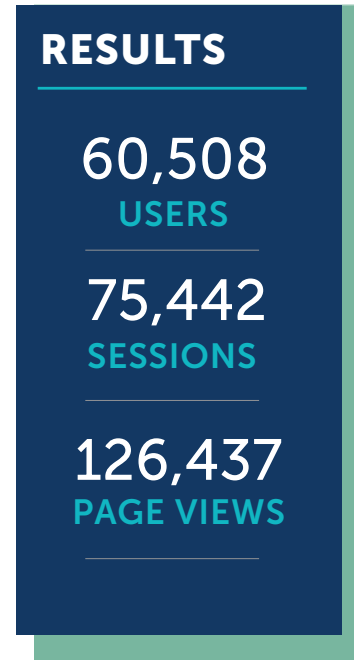 RESULTS
60,508
USERS
75,442
SESSIONS
126,437
PAGE VIEWS